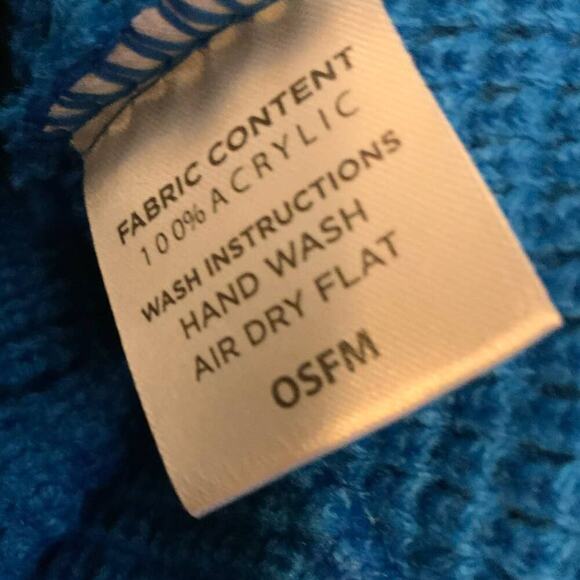 FABRIC CONTENT
100% ACRYLIC
WASH INSTRUCTIONS
HAND WASH
AIR DRY FLAT
OSFM